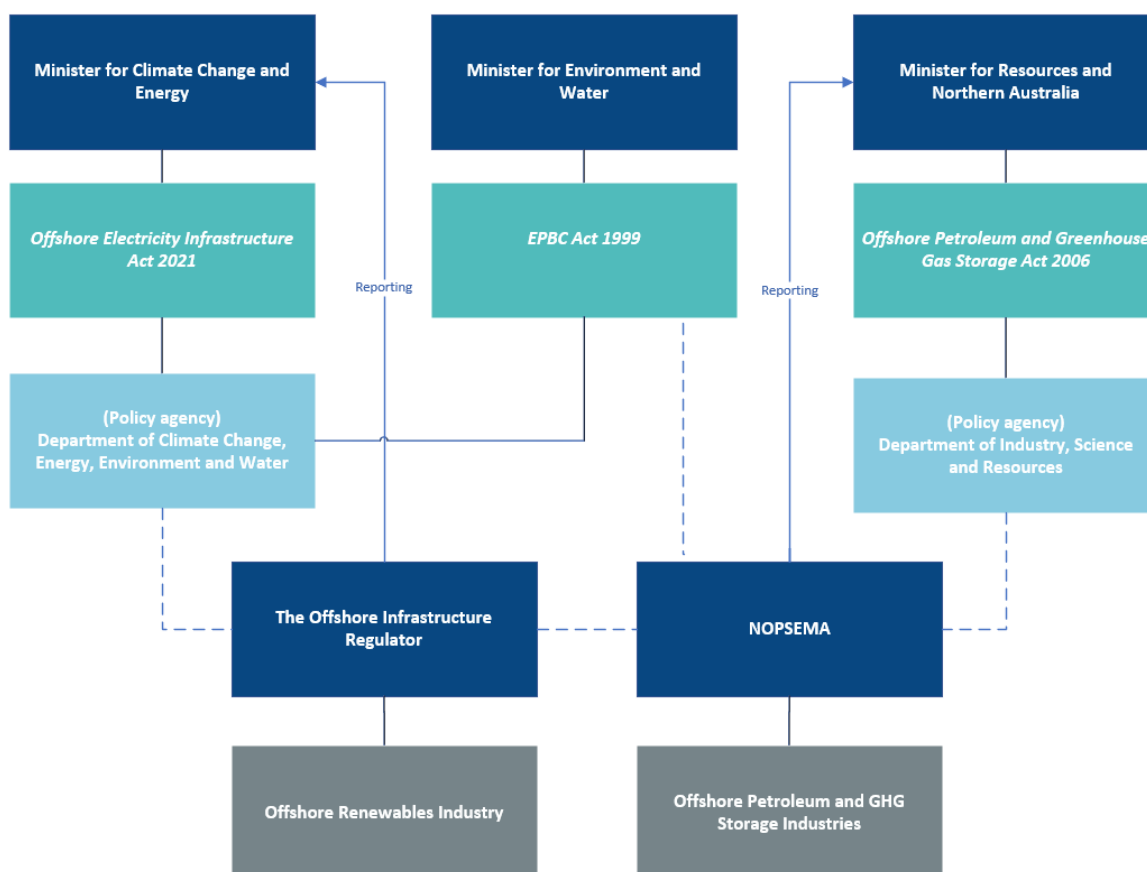 Minister for Climate Change and
Energy
Minister for Environment and
Water
Minister for Resources and
Northern Australia
Offshore Electricity Infrastructure
Act 2021
EPBC Act 1999
Offshore Petroleum and Greenhouse
Gas Storage Act 2006
Reporting
Reporting
(Policy agency)
Department of Climate Change,
Energy, Environment and Water
(Policy agency)
Department of Industry, Science
and Resources
The Offshore Infrastructure
Regulator
NOPSEMA
Offshore Renewables Industry
Offshore Petroleum and GHG
Storage Industries